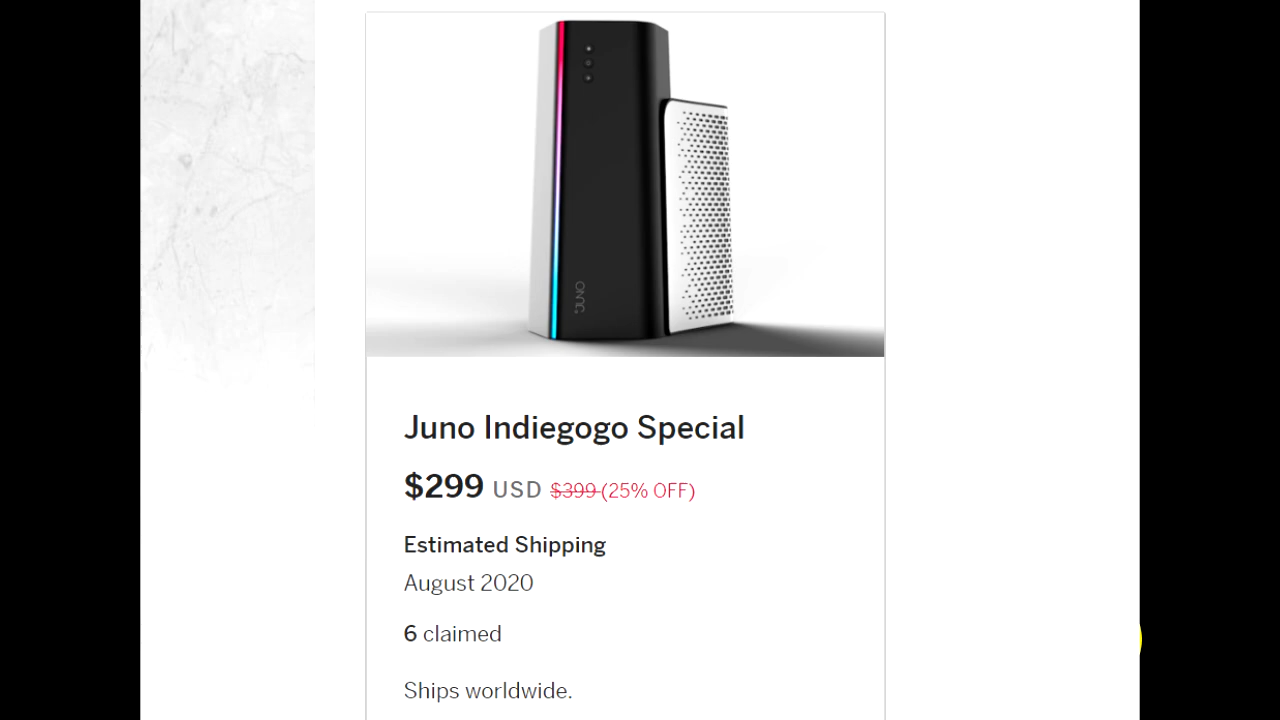 JUNO
Juno Indiegogo Special
$299 USD $399 (25% OFF)
Estimated Shipping
August 2020
6 claimed
Ships worldwide.